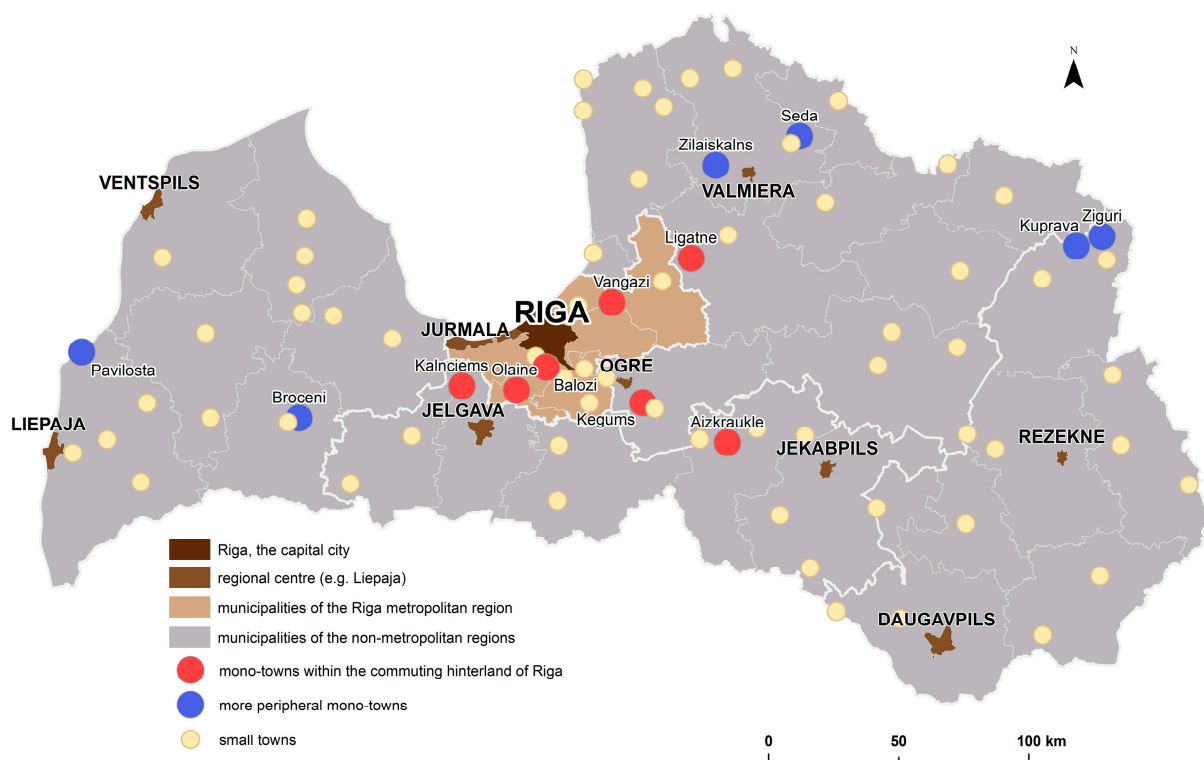 N
Seda
Zilaiskalns
VENTSPILS
VALMIERA
Kuprava
Ziguri
Ligatne
Vangazi
RIGA
JURMALA
Kalnciems
Olaine
OGRE
Balozi
Pavilosta
Broceni
JELGAVA
Kegums
Aizkraukle
LIEPAJA
JEKABPILS
REZEKNE
DAUGAVPILS
Riga, the capital city
regional centre (e.g. Liepaja)
municipalities of the Riga metropolitan region
municipalities of the non-metropolitan regions
mono-towns within the commuting hinterland of Riga
more peripheral mono-towns
small towns
0 50 100 km